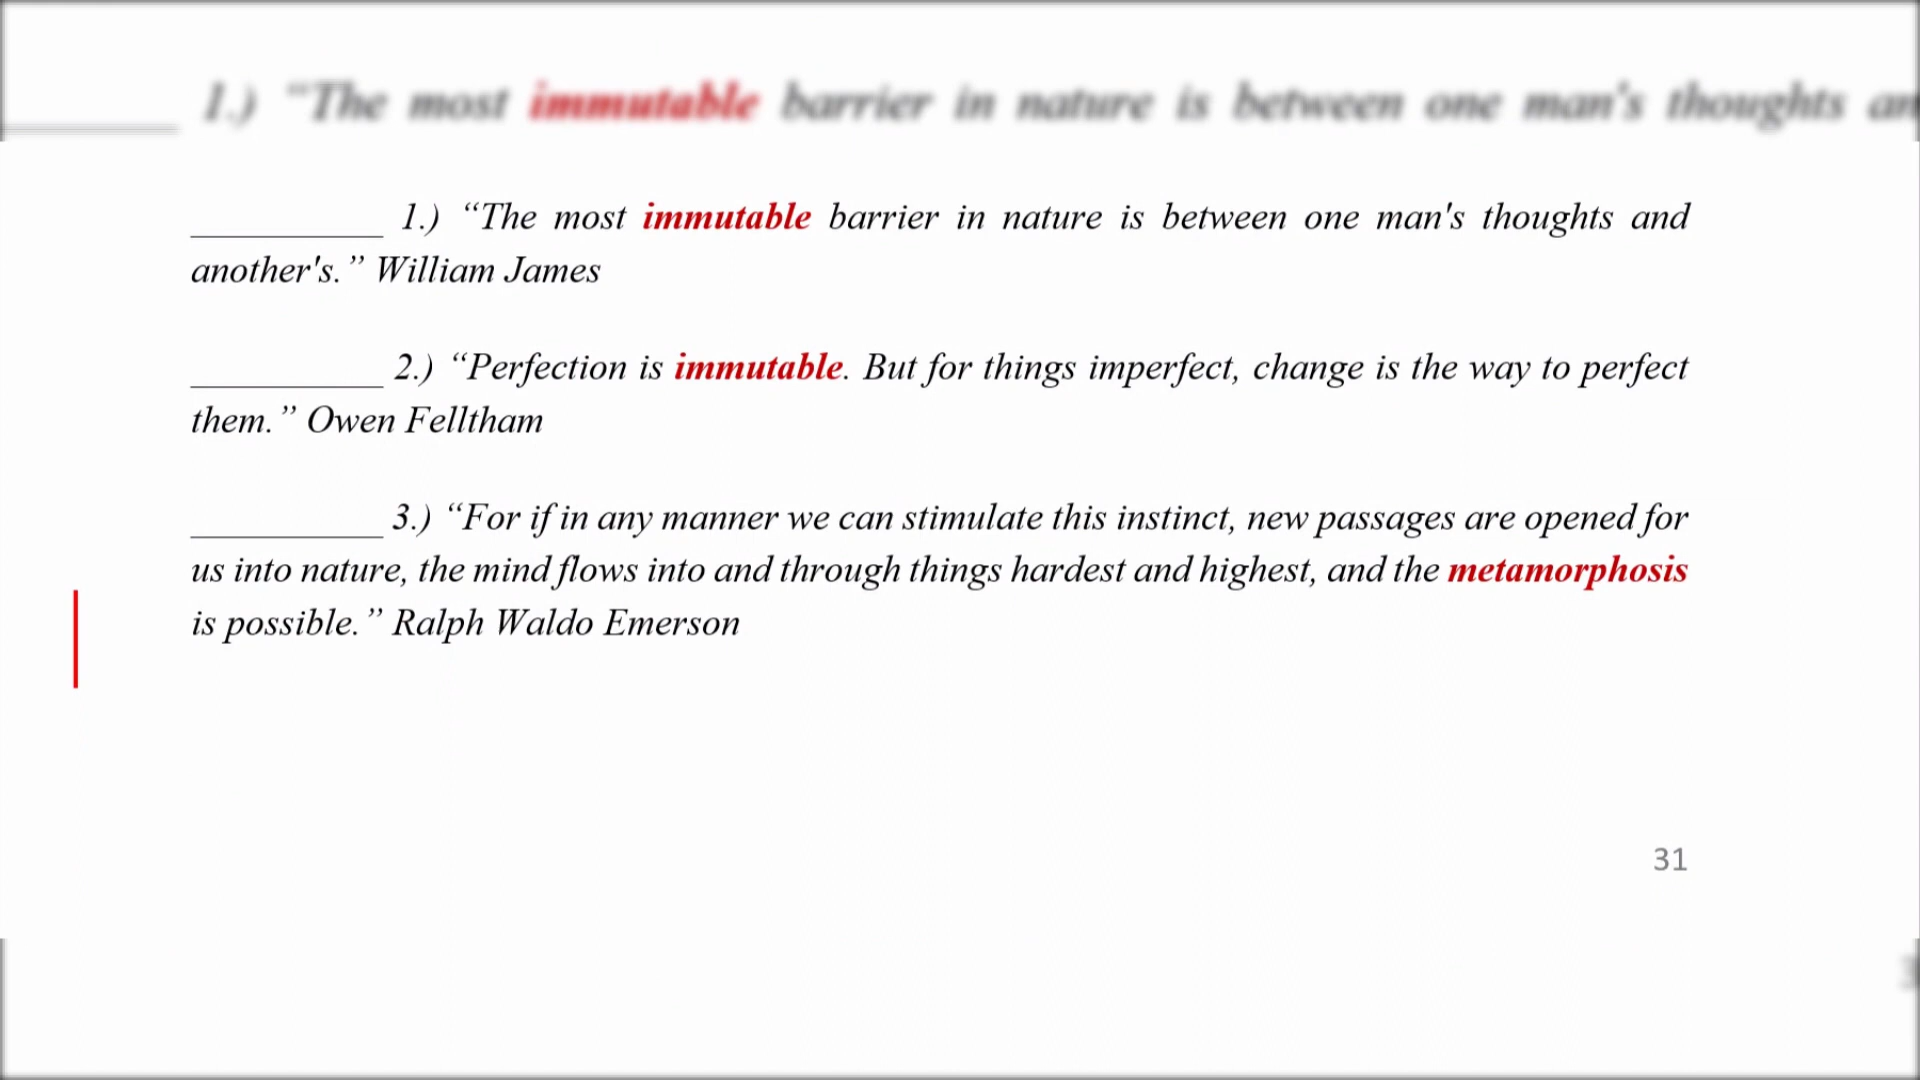 1.) “The most immutable barrier in nature is between one man's thoughts
__________ 1.) “The most immutable barrier in nature is between one man's thoughts and
another's.” William James
__________ 2.) “Perfection is immutable. But for things imperfect, change is the way to perfect
them.” Owen Felltham
__________ 3.) “For if in any manner we can stimulate this instinct, new passages are opened for
us into nature, the mind flows into and through things hardest and highest, and the metamorphosis
is possible.” Ralph Waldo Emerson
31